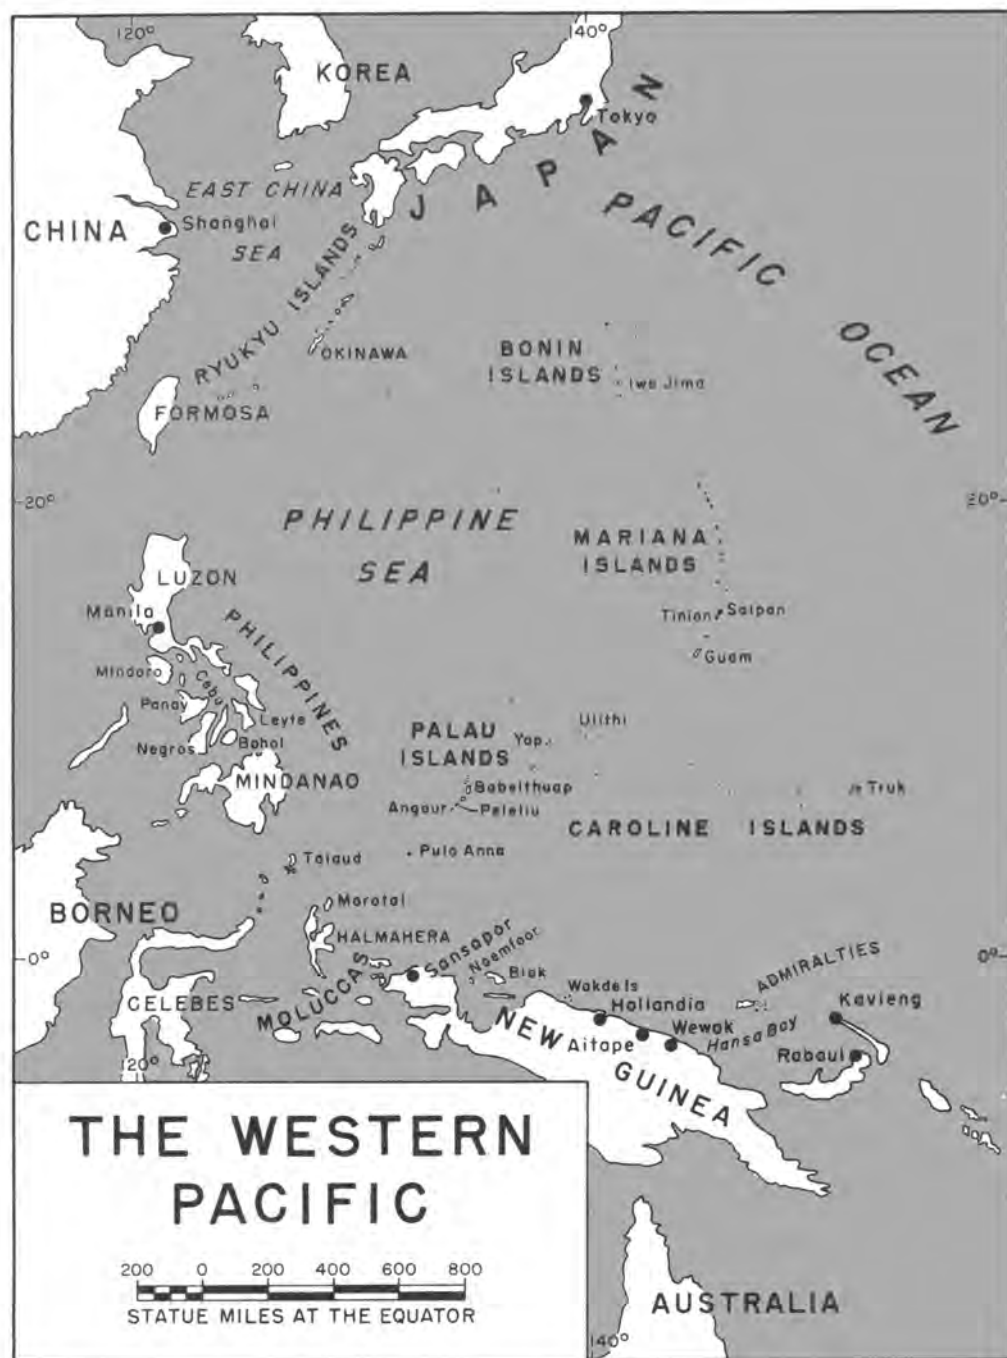 120°
140°
KOREA
Tokyo
JAPAN
EAST CHINA
SEA
CHINA
Shanghai
PACIFIC
OCEAN
RYUKYU ISLANDS
OKINAWA
BONIN
ISLANDS
Iwo Jima
FORMOSA
20°
20°
PHILIPPINE
SEA
MARIANA
ISLANDS
LUZON
Manila
Tinian
Saipan
Guam
PHILIPPINES
Mindoro
Cebu
Panay
Leyte
Negros
Bohol
MINDANAO
PALAU
ISLANDS
Yap
Ulithi
Babelthuap
Angaur
Peleliu
Truk
CAROLINE ISLANDS
Talaud
Pulo Anna
BORNEO
Morotai
HALMAHERA
Sansapor
Noemfoor
Biak
0°
0°
CELEBES
MOLUCCAS
Wakde Is
Hollandia
ADMIRALTIES
Kavieng
NEW GUINEA
Aitape
Wewak
Hansa Bay
Rabaul
120°
THE WESTERN
PACIFIC
200 0 200 400 600 800
STATUE MILES AT THE EQUATOR
AUSTRALIA
140°